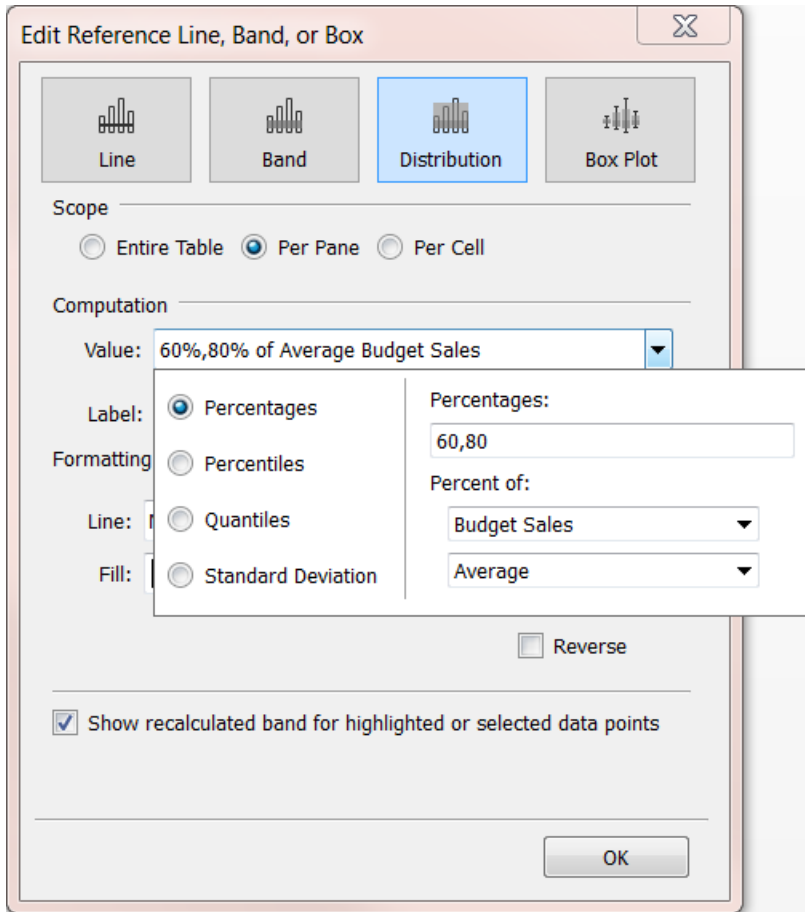 Edit Reference Line, Band, or Box
Line Band Distribution Box Plot
Scope
Entire Table Per Pane Per Cell
Computation
Value: 60%,80% of Average Budget Sales
Label:
Percentages
Percentages:
60,80
Formatting
Percentiles
Percent of:
Line:
Quantiles
Budget Sales
Fill:
Standard Deviation
Average
Reverse
Show recalculated band for highlighted or selected data points
OK